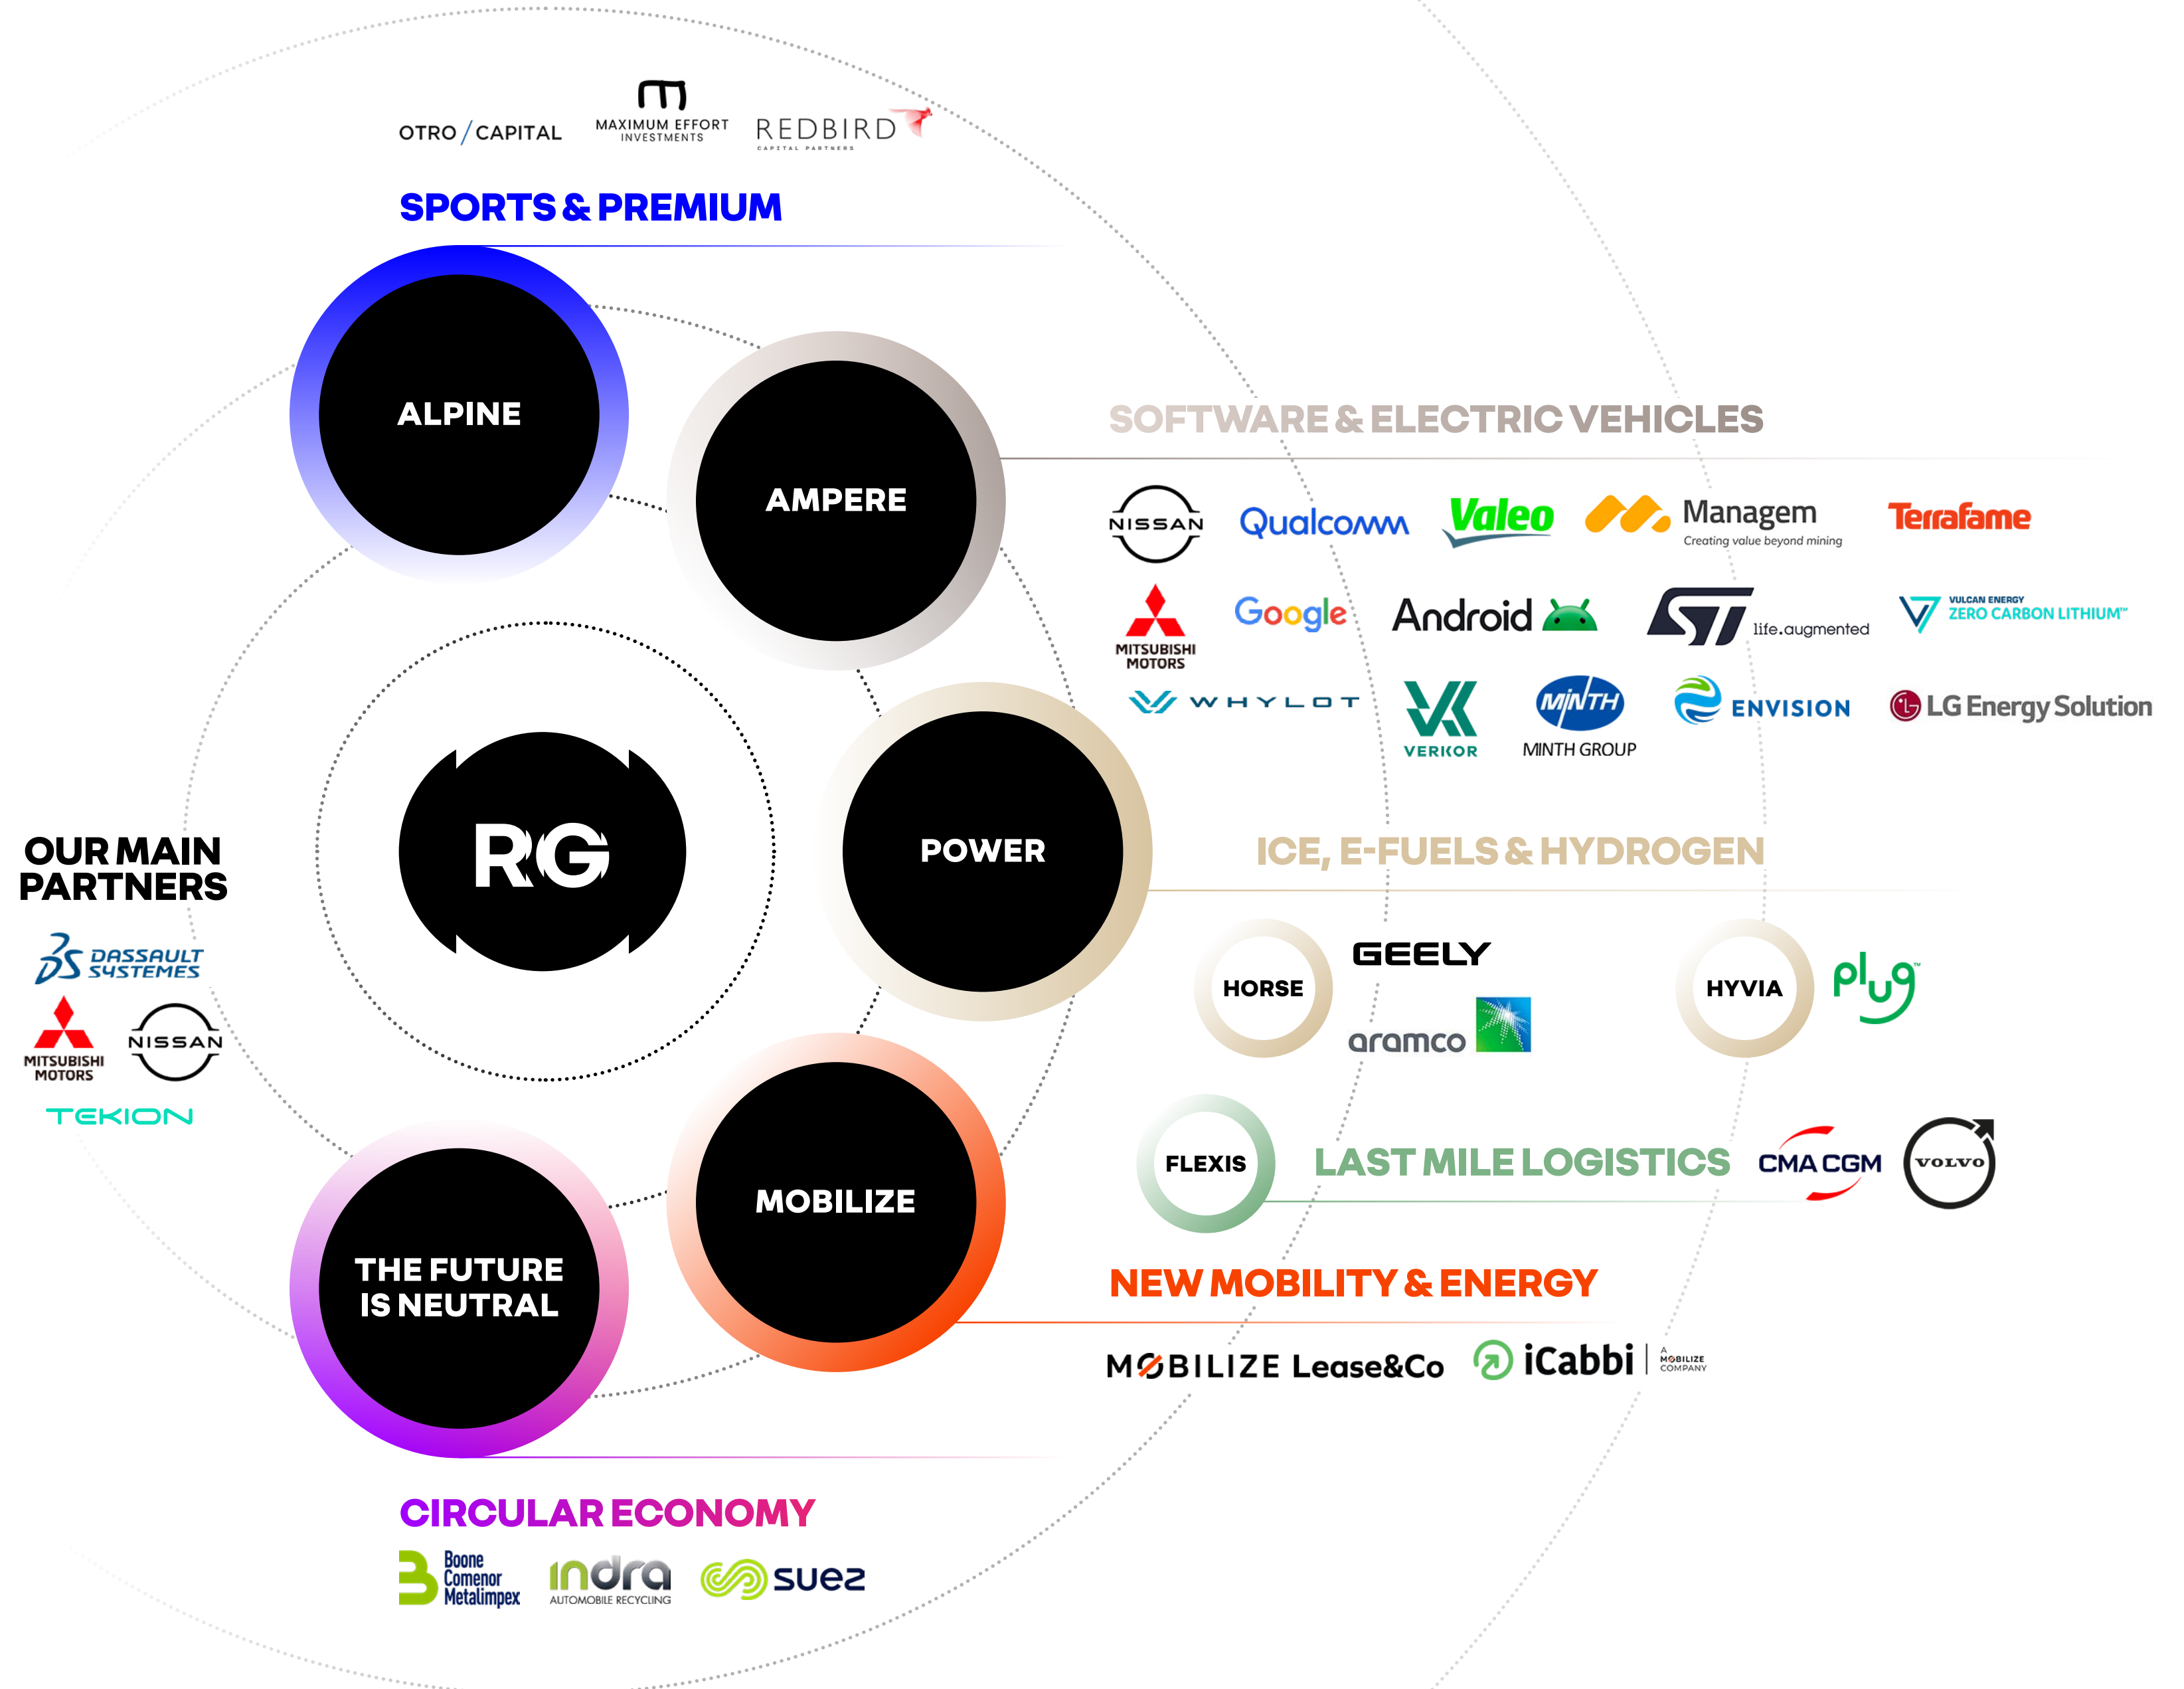 OTRO / CAPITAL
MAXIMUM EFFORT
INVESTMENTS
REDBIRD
CAPITAL PARTNERS
SPORTS & PREMIUM
ALPINE
AMPERE
SOFTWARE & ELECTRIC VEHICLES
NISSAN
Qualcomm
Valeo
Managem
Creating value beyond mining
Terrafame
MITSUBISHI
MOTORS
Google
Android
ST
life.augmented
VULCAN ENERGY
ZERO CARBON LITHIUM™
WHYLOT
VERKOR
MINTH
MINTH GROUP
ENVISION
LG
LG Energy Solution
POWER
RG
ICE, E-FUELS & HYDROGEN
HORSE
GEELY
aramco
HYVIA
plug™
OUR MAIN
PARTNERS
3DS DASSAULT
SYSTEMES
MITSUBISHI
MOTORS
NISSAN
TEKION
FLEXIS
LAST MILE LOGISTICS
CMA CGM
VOLVO
MOBILIZE
NEW MOBILITY & ENERGY
MOBILIZE Lease&Co
iCabbi
A
MOBILIZE
COMPANY
THE FUTURE
IS NEUTRAL
CIRCULAR ECONOMY
Boone
Comenor
Metalimpex
indra
AUTOMOBILE RECYCLING
suez